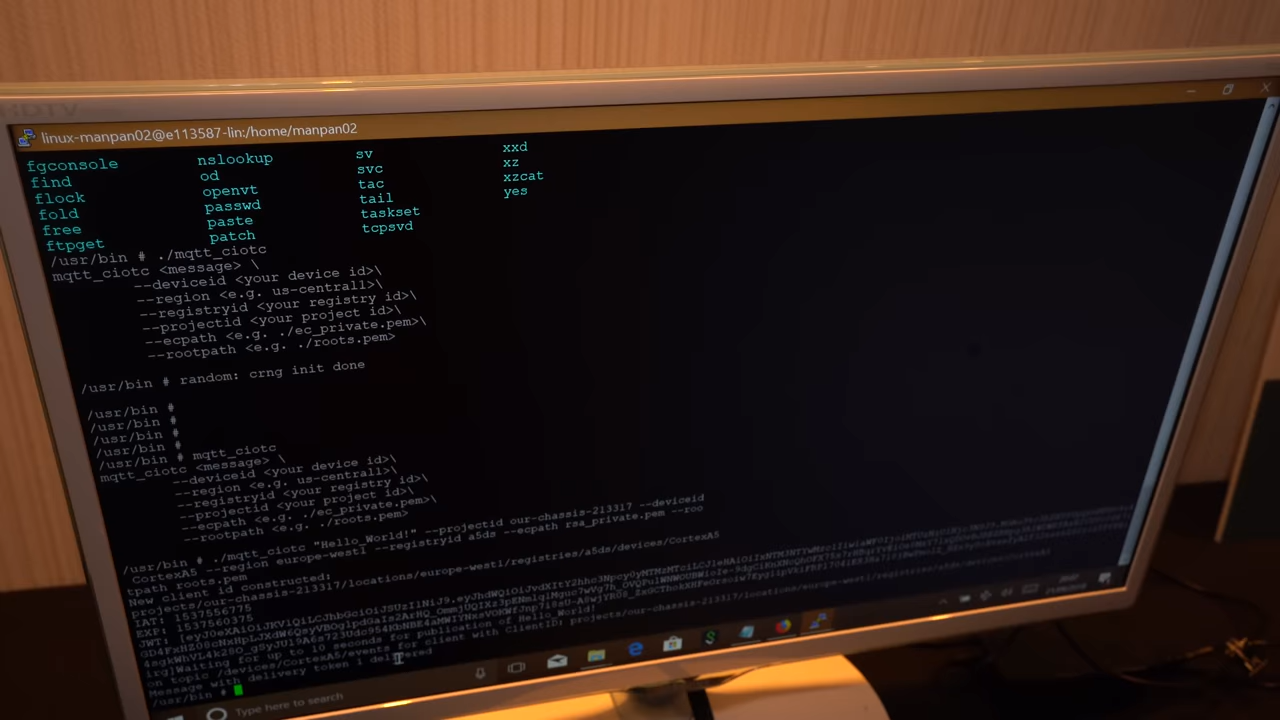 HDTV
linux-manpan02@e113587-lin:/home/manpan02
fgconsole nslookup sv xxd
find od svc xz
flock openvt tac xzcat
fold passwd tail yes
free paste taskset
ftpget patch tcpsvd
/usr/bin # ./mqtt_ciotc
mqtt_ciotc <message> \
--deviceid <your device id>\
--region <e.g. us-central1>\
--registryid <your registry id>\
--projectid <your project id>\
--ecpath <e.g. ./ec_private.pem>\
--rootpath <e.g. ./roots.pem>
/usr/bin # random: crng init done
/usr/bin #
/usr/bin #
/usr/bin #
/usr/bin #
/usr/bin # mqtt_ciotc
mqtt_ciotc <message> \
--deviceid <your device id>\
--region <e.g. us-central1>\
--registryid <your registry id>\
--projectid <your project id>\
--ecpath <e.g. ./ec_private.pem>\
--rootpath <e.g. ./roots.pem>
/usr/bin # ./mqtt_ciotc "Hello_World!" --projectid our-chassis-213317 --deviceid
CortexA5 --region europe-west1 --registryid a5ds --ecpath rsa_private.pem --roo
tpath roots.pem
New client id constructed:
projects/our-chassis-213317/locations/europe-west1/registries/a5ds/devices/CortexA5
IAT: 1537556775
EXP: 1537560375
JWT:
Waiting for up to 10 seconds for publication of Hello_World!
on topic /devices/CortexA5/events for client with ClientID: projects/our-chassis-213317/locations/europe-west1/registries/a5ds/devices/CortexA5
Message with delivery token 1 delivered
/usr/bin #
Type here to search